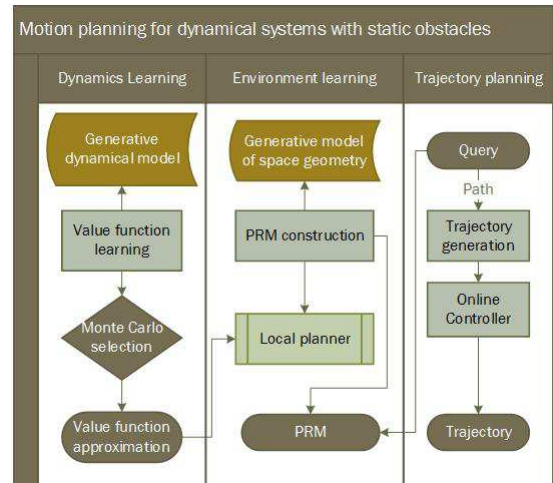 Motion planning for dynamical systems with static obstacles
Dynamics Learning
Environment learning
Trajectory planning
Generative
dynamical model
Value function
learning
Monte Carlo
selection
Value function
approximation
Generative model
of space geometry
PRM construction
Local planner
PRM
Query
Path
Trajectory
generation
Online
Controller
Trajectory